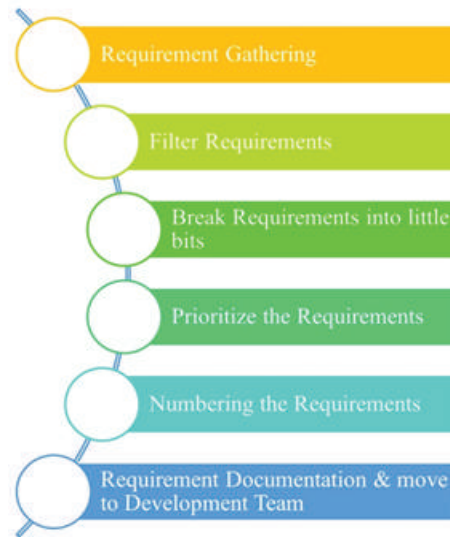 Requirement Gathering
Filter Requirements
Break Requirements into little
bits
Prioritize the Requirements
Numbering the Requirements
Requirement Documentation & move
to Development Team